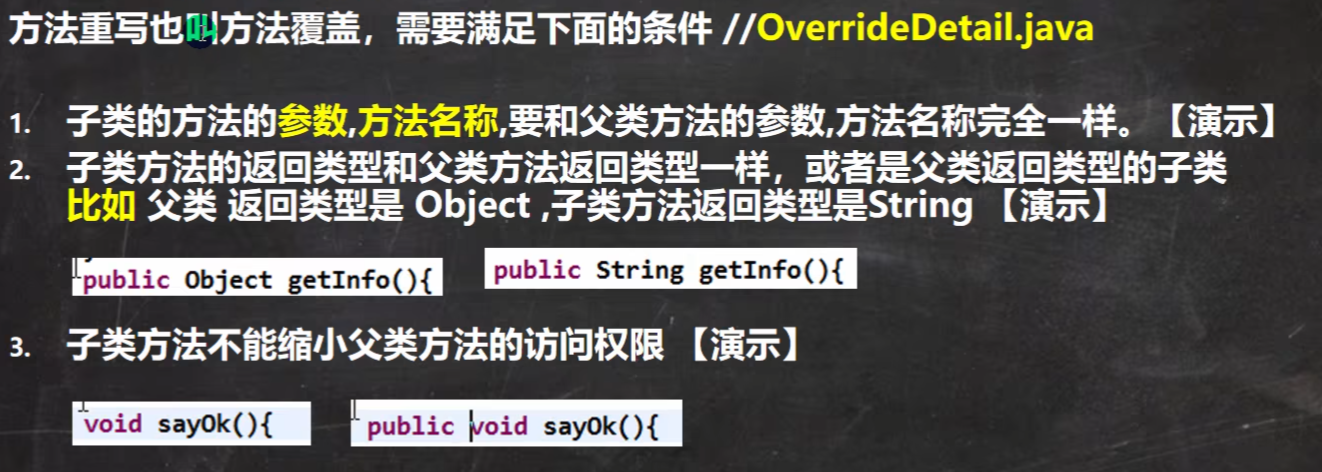 方法重写也叫方法覆盖，需要满足下面的条件 //OverrideDetail.java
1. 子类的方法的参数,方法名称,要和父类方法的参数,方法名称完全一样。【演示】
2. 子类方法的返回类型和父类方法返回类型一样，或者是父类返回类型的子类
比如 父类 返回类型是 Object ,子类方法返回类型是String 【演示】
public Object getInfo(){ public String getInfo(){
3. 子类方法不能缩小父类方法的访问权限 【演示】
void sayOk(){ public void sayOk(){